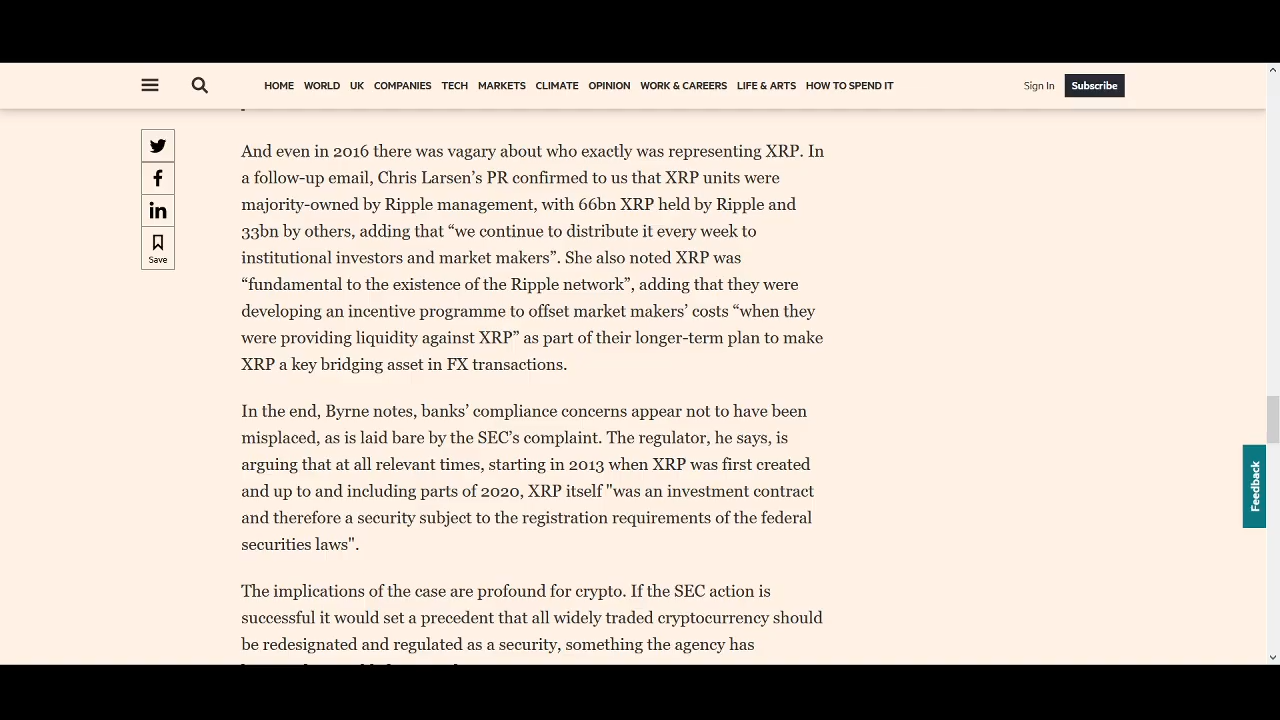 HOME WORLD UK COMPANIES TECH MARKETS CLIMATE OPINION WORK & CAREERS LIFE & ARTS HOW TO SPEND IT Sign In Subscribe
And even in 2016 there was vagary about who exactly was representing XRP. In
a follow-up email, Chris Larsen’s PR confirmed to us that XRP units were
majority-owned by Ripple management, with 66bn XRP held by Ripple and
33bn by others, adding that “we continue to distribute it every week to
institutional investors and market makers”. She also noted XRP was
“fundamental to the existence of the Ripple network”, adding that they were
developing an incentive programme to offset market makers’ costs “when they
were providing liquidity against XRP” as part of their longer-term plan to make
XRP a key bridging asset in FX transactions.
Save
In the end, Byrne notes, banks’ compliance concerns appear not to have been
misplaced, as is laid bare by the SEC’s complaint. The regulator, he says, is
arguing that at all relevant times, starting in 2013 when XRP was first created
and up to and including parts of 2020, XRP itself "was an investment contract
and therefore a security subject to the registration requirements of the federal
securities laws".
Feedback
The implications of the case are profound for crypto. If the SEC action is
successful it would set a precedent that all widely traded cryptocurrency should
be redesignated and regulated as a security, something the agency has